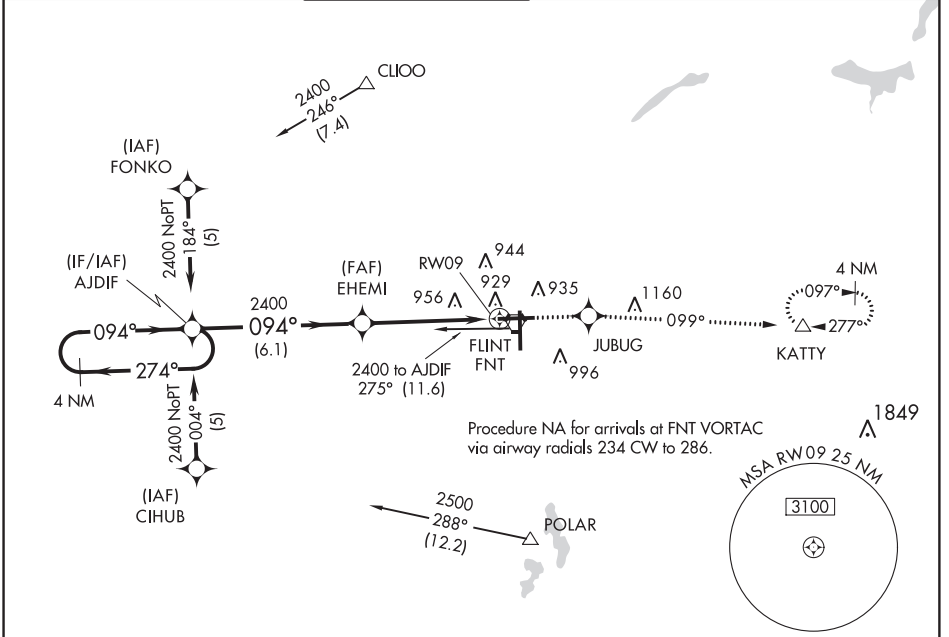 CLIOO
2400
246°
(7.4)
(IAF)
FONKO
2400 NoPT
184°
(5)
(IF/IAF)
AJDIF
2400
094°
(6.1)
094°
274°
4 NM
(FAF)
EHEMI
RW09
944
929
956
935
1160
996
FLINT
FNT
JUBUG
099°
4 NM
097°
277°
KATTY
2400 to AJDIF
275° (11.6)
2400 NoPT
004°
(5)
(IAF)
CIHUB
Procedure NA for arrivals at FNT VORTAC
via airway radials 234 CW to 286.
1849
MSA RW09 25 NM
3100
2500
288°
(12.2)
POLAR